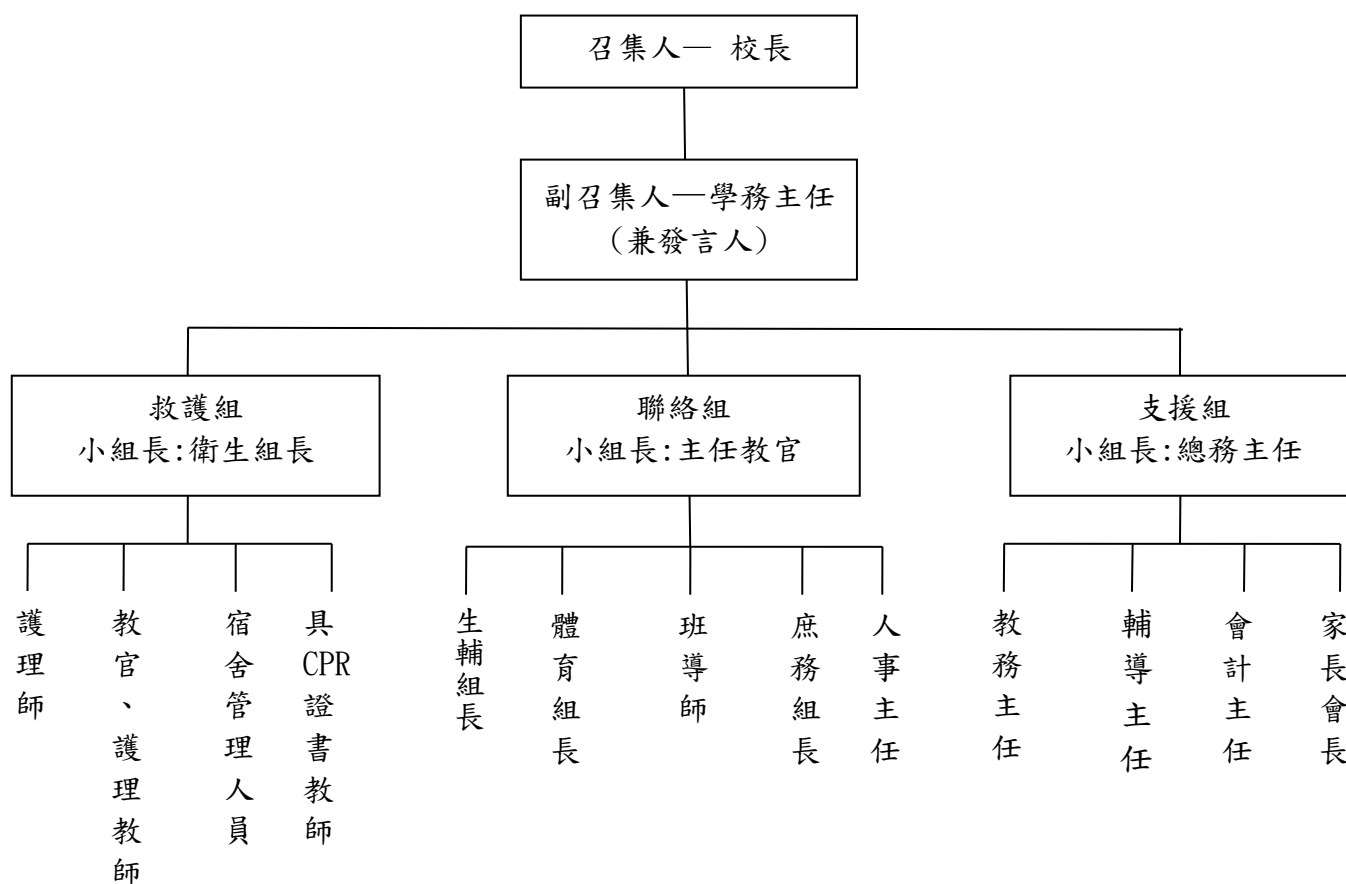 召集人— 校長
副召集人—學務主任
(兼發言人)
救護組
小組長:衛生組長
聯絡組
小組長:主任教官
支援組
小組長:總務主任
護理師
教官、護理教師
宿舍管理人員
具CPR證書教師
生輔組長
體育組長
班導師
庶務組長
人事主任
教務主任
輔導主任
會計主任
家長會長